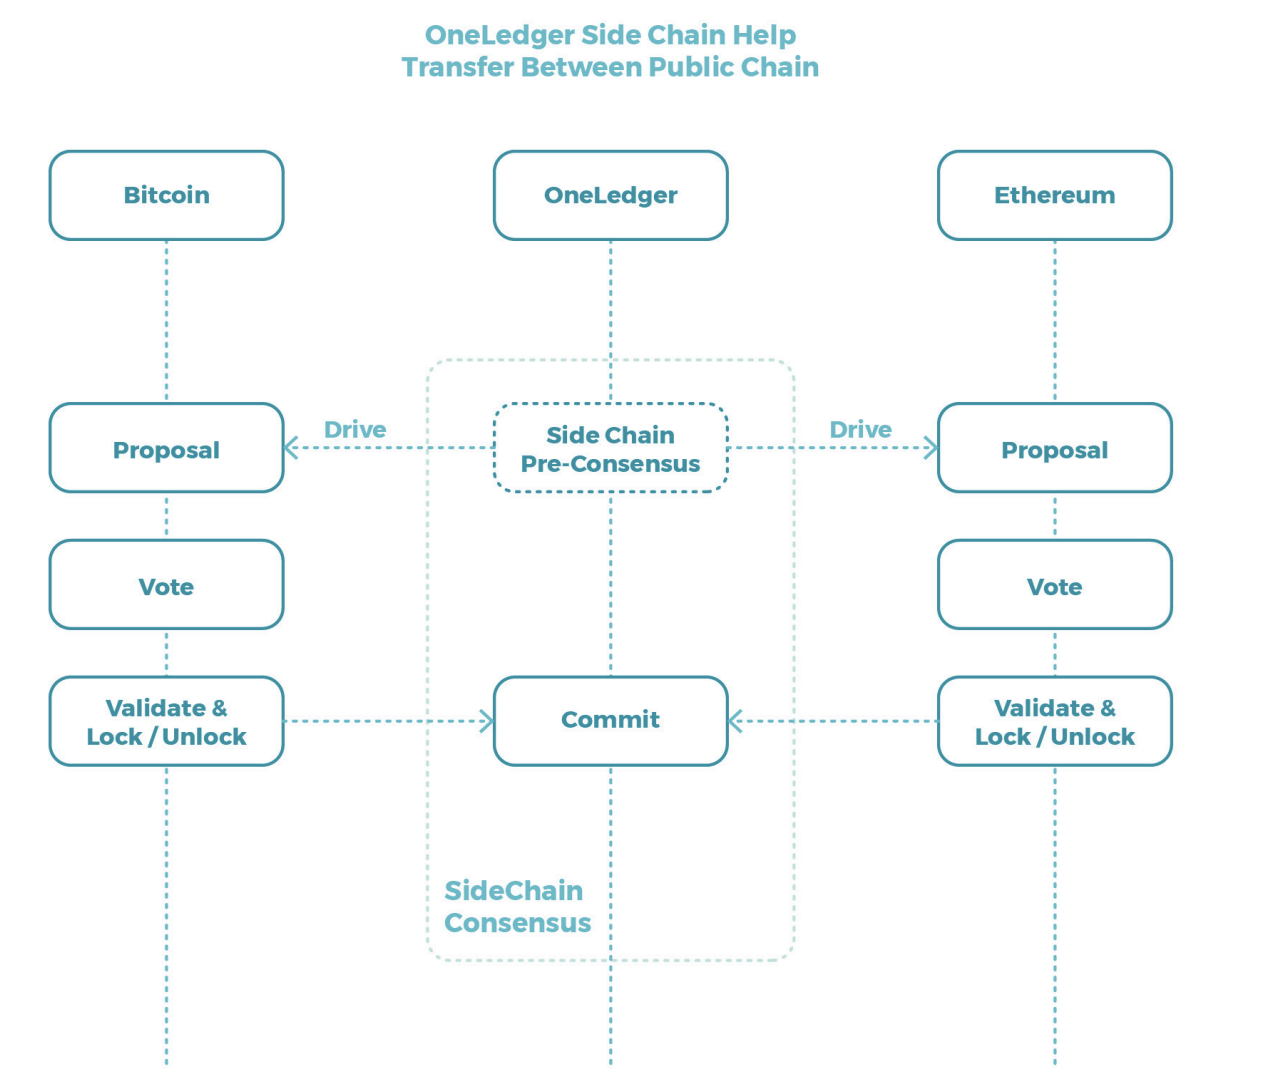 OneLedger Side Chain Help
Transfer Between Public Chain
Bitcoin
OneLedger
Ethereum
Proposal
Drive
Side Chain
Pre-Consensus
Drive
Proposal
Vote
Vote
Validate &
Lock / Unlock
Commit
Validate &
Lock / Unlock
SideChain
Consensus